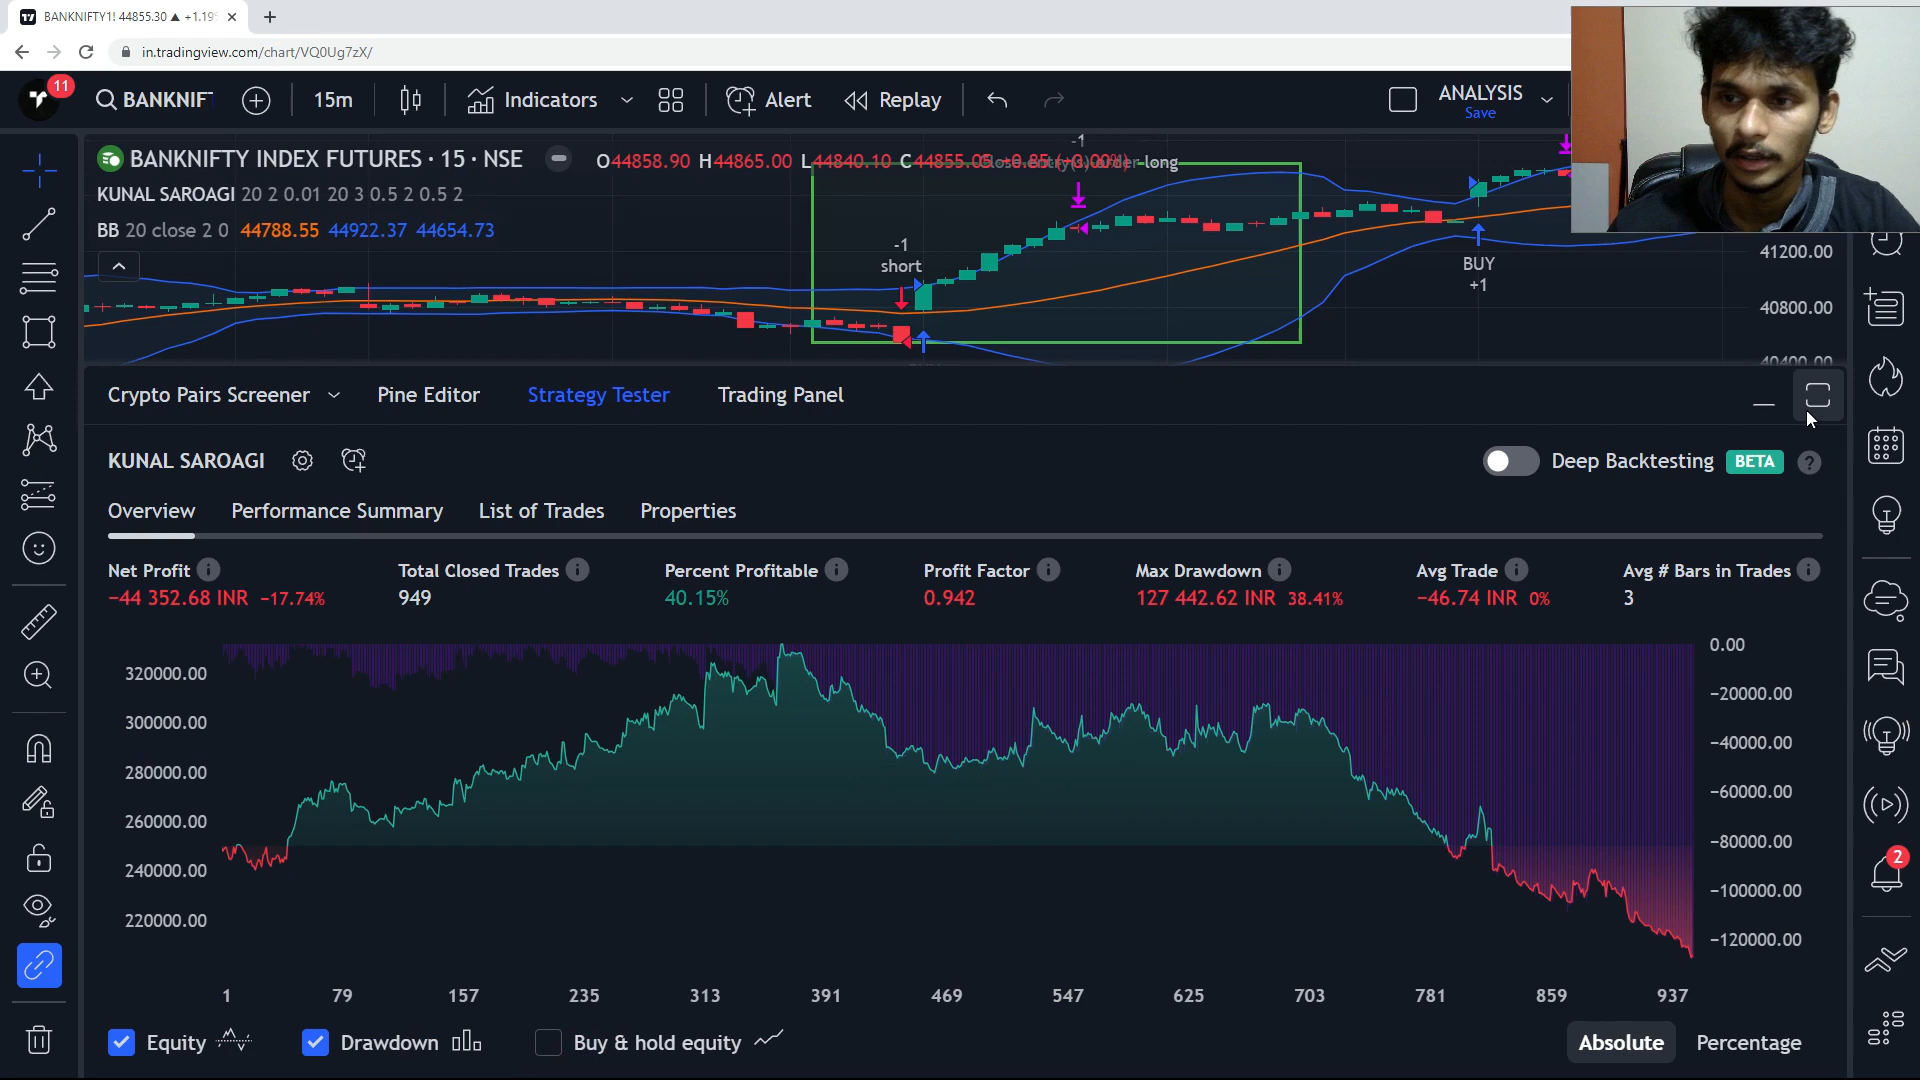 BANKNIFTY1! 44855.30 ▲ +1.19%
in.tradingview.com/chart/VQ0Ug7zX/
11
BANKNIFT
15m
Indicators
Alert
Replay
ANALYSIS
Save
BANKNIFTY INDEX FUTURES · 15 · NSE
O44858.90 H44865.00 L44840.10 C44855.05 +0.85 (+0.00%)
KUNAL SAROAGI 20 2 0.01 20 3 0.5 2 0.5 2
BB 20 close 2 0 44788.55 44922.37 44654.73
-1
-1
short
BUY
+1
41200.00
40800.00
40400.00
Crypto Pairs Screener
Pine Editor
Strategy Tester
Trading Panel
KUNAL SAROAGI
Deep Backtesting BETA ?
Overview
Performance Summary
List of Trades
Properties
Net Profit
Total Closed Trades
Percent Profitable
Profit Factor
Max Drawdown
Avg Trade
Avg # Bars in Trades
−44 352.68 INR −17.74%
949
40.15%
0.942
127 442.62 INR 38.41%
−46.74 INR 0%
3
320000.00
300000.00
280000.00
260000.00
240000.00
220000.00
0.00
−20000.00
−40000.00
−60000.00
−80000.00
−100000.00
−120000.00
2
1 79 157 235 313 391 469 547 625 703 781 859 937
Equity
Drawdown
Buy & hold equity
Absolute
Percentage